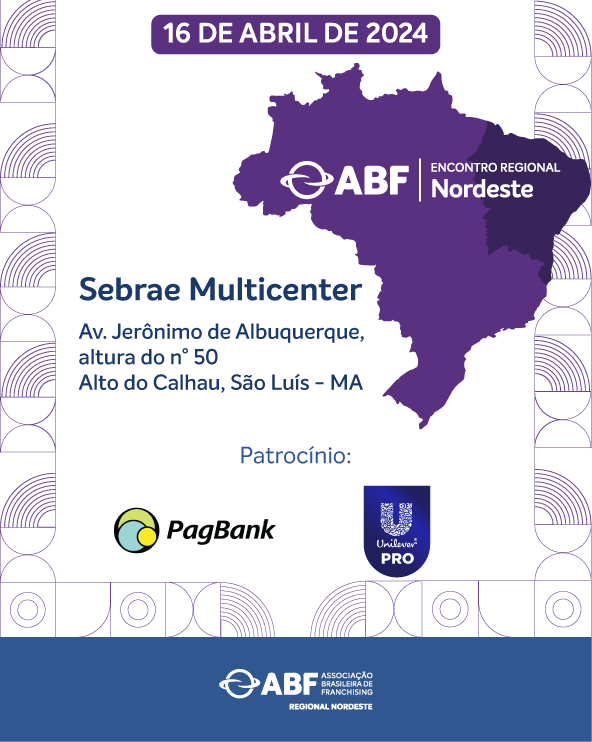 16 DE ABRIL DE 2024
ABF
ENCONTRO REGIONAL
Nordeste
Sebrae Multicenter
Av. Jerônimo de Albuquerque,
altura do n° 50
Alto do Calhau, São Luís - MA
Patrocínio:
PagBank
Unilever
PRO
ABF
ASSOCIAÇÃO
BRASILEIRA DE
FRANCHISING
REGIONAL NORDESTE